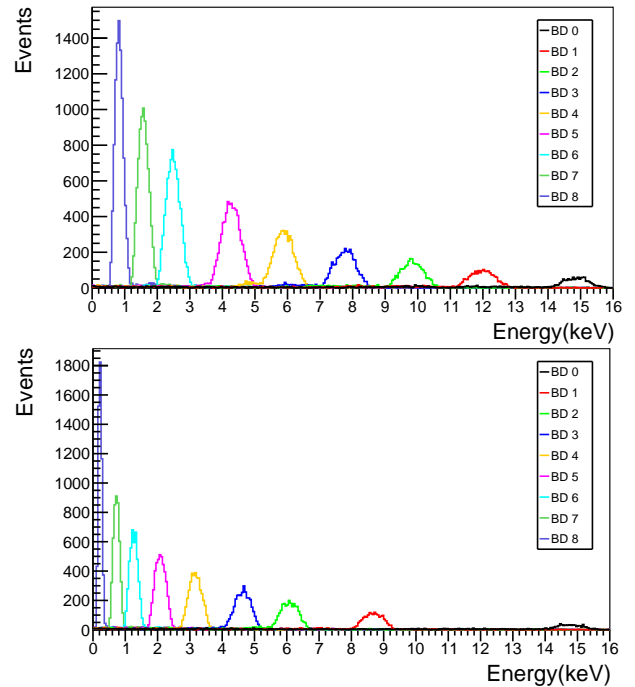 Events
1400
1200
1000
800
600
400
200
0
BD 0
BD 1
BD 2
BD 3
BD 4
BD 5
BD 6
BD 7
BD 8
0 1 2 3 4 5 6 7 8 9 10 11 12 13 14 15 16
Energy(keV)
Events
1800
1600
1400
1200
1000
800
600
400
200
0
BD 0
BD 1
BD 2
BD 3
BD 4
BD 5
BD 6
BD 7
BD 8
0 1 2 3 4 5 6 7 8 9 10 11 12 13 14 15 16
Energy(keV)